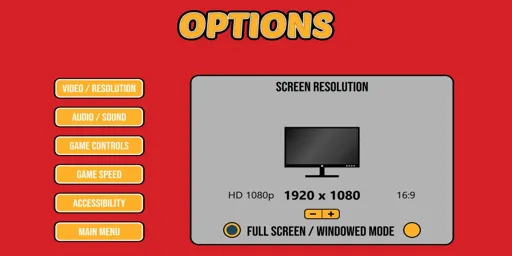 OPTIONS
VIDEO / RESOLUTION
AUDIO / SOUND
GAME CONTROLS
GAME SPEED
ACCESSIBILITY
MAIN MENU
SCREEN RESOLUTION
HD 1080p 1920 x 1080 16:9
− +
FULL SCREEN / WINDOWED MODE